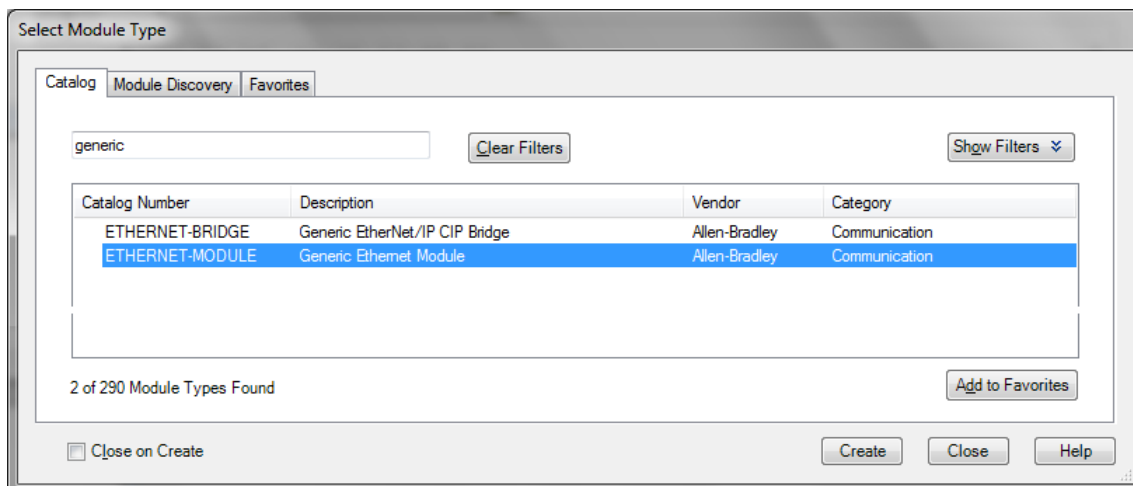 Select Module Type
Catalog Module Discovery Favorites
generic Clear Filters Show Filters
Catalog Number Description Vendor Category
ETHERNET-BRIDGE Generic EtherNet/IP CIP Bridge Allen-Bradley Communication
ETHERNET-MODULE Generic Ethernet Module Allen-Bradley Communication
2 of 290 Module Types Found Add to Favorites
Close on Create Create Close Help